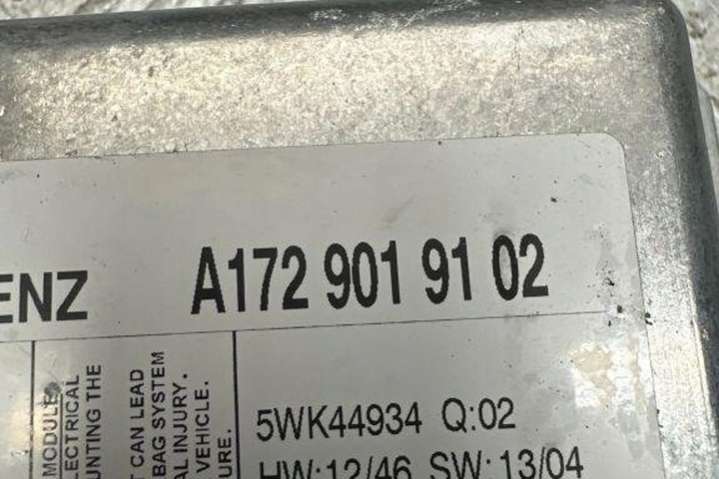 ENZ
A172 901 91 02
MODULE
LECTRICAL
UNTING THE
T CAN LEAD
BAG SYSTEM
AL INJURY.
VEHICLE.
URE.
5WK44934 Q:02
HW:12/46 SW:13/04